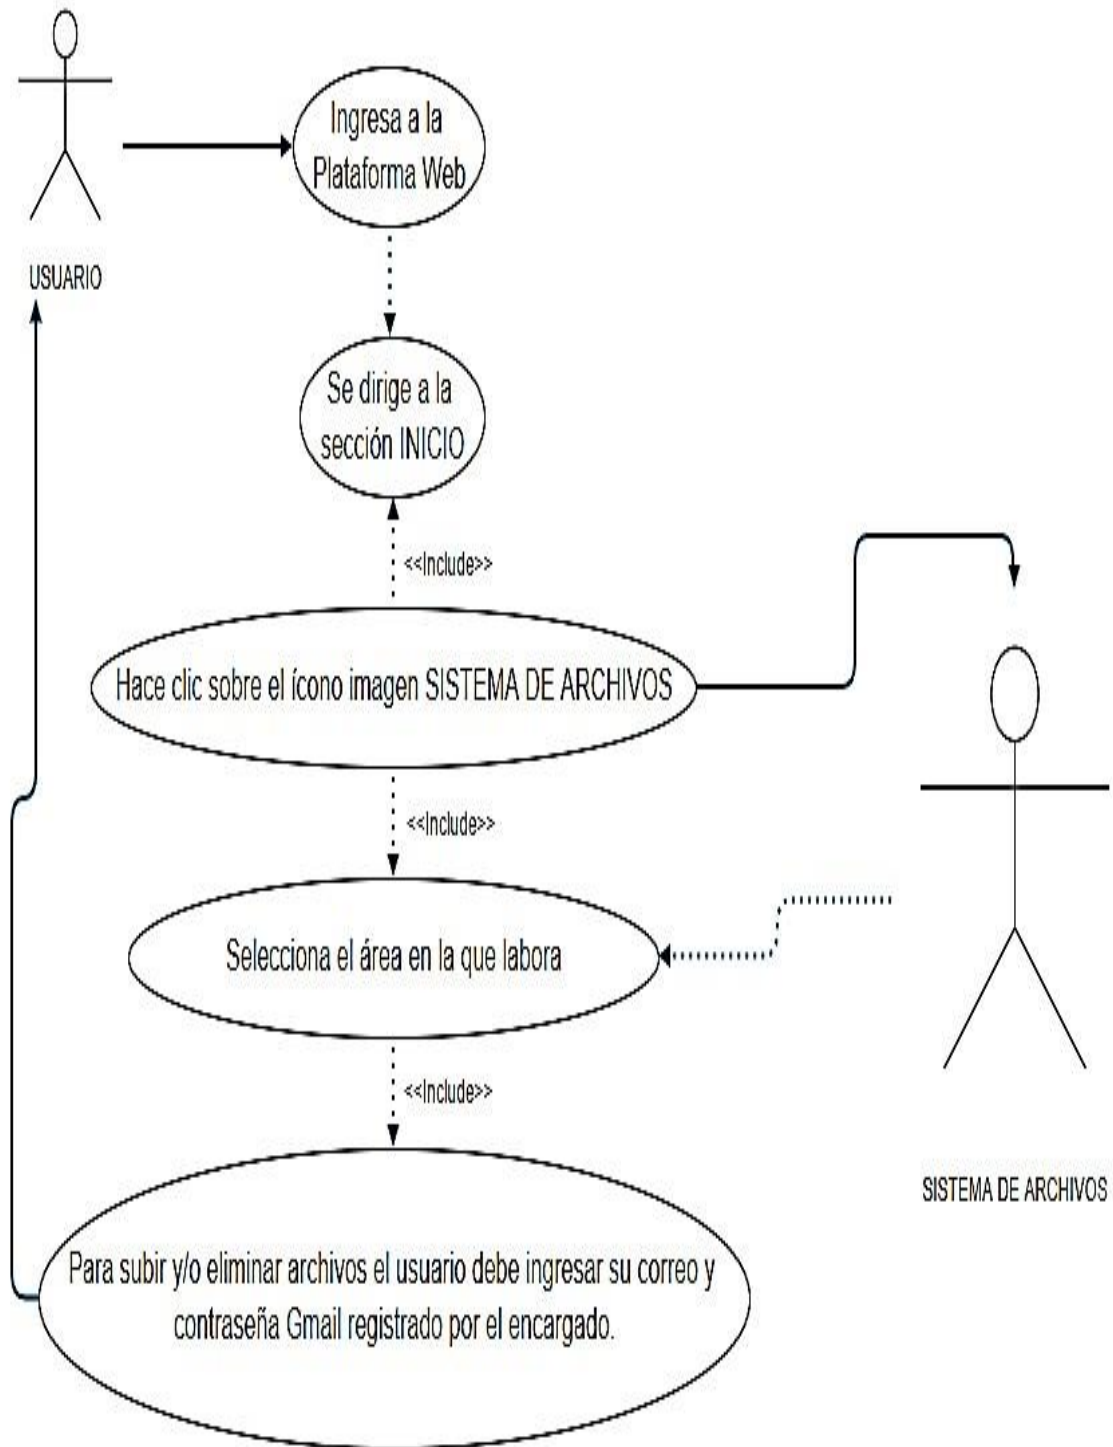 Ingresa a la
Plataforma Web
USUARIO
Se dirige a la
sección INICIO
<<Include>>
Hace clic sobre el ícono imagen SISTEMA DE ARCHIVOS
<<Include>>
Selecciona el área en la que labora
<<Include>>
SISTEMA DE ARCHIVOS
Para subir y/o eliminar archivos el usuario debe ingresar su correo y
contraseña Gmail registrado por el encargado.